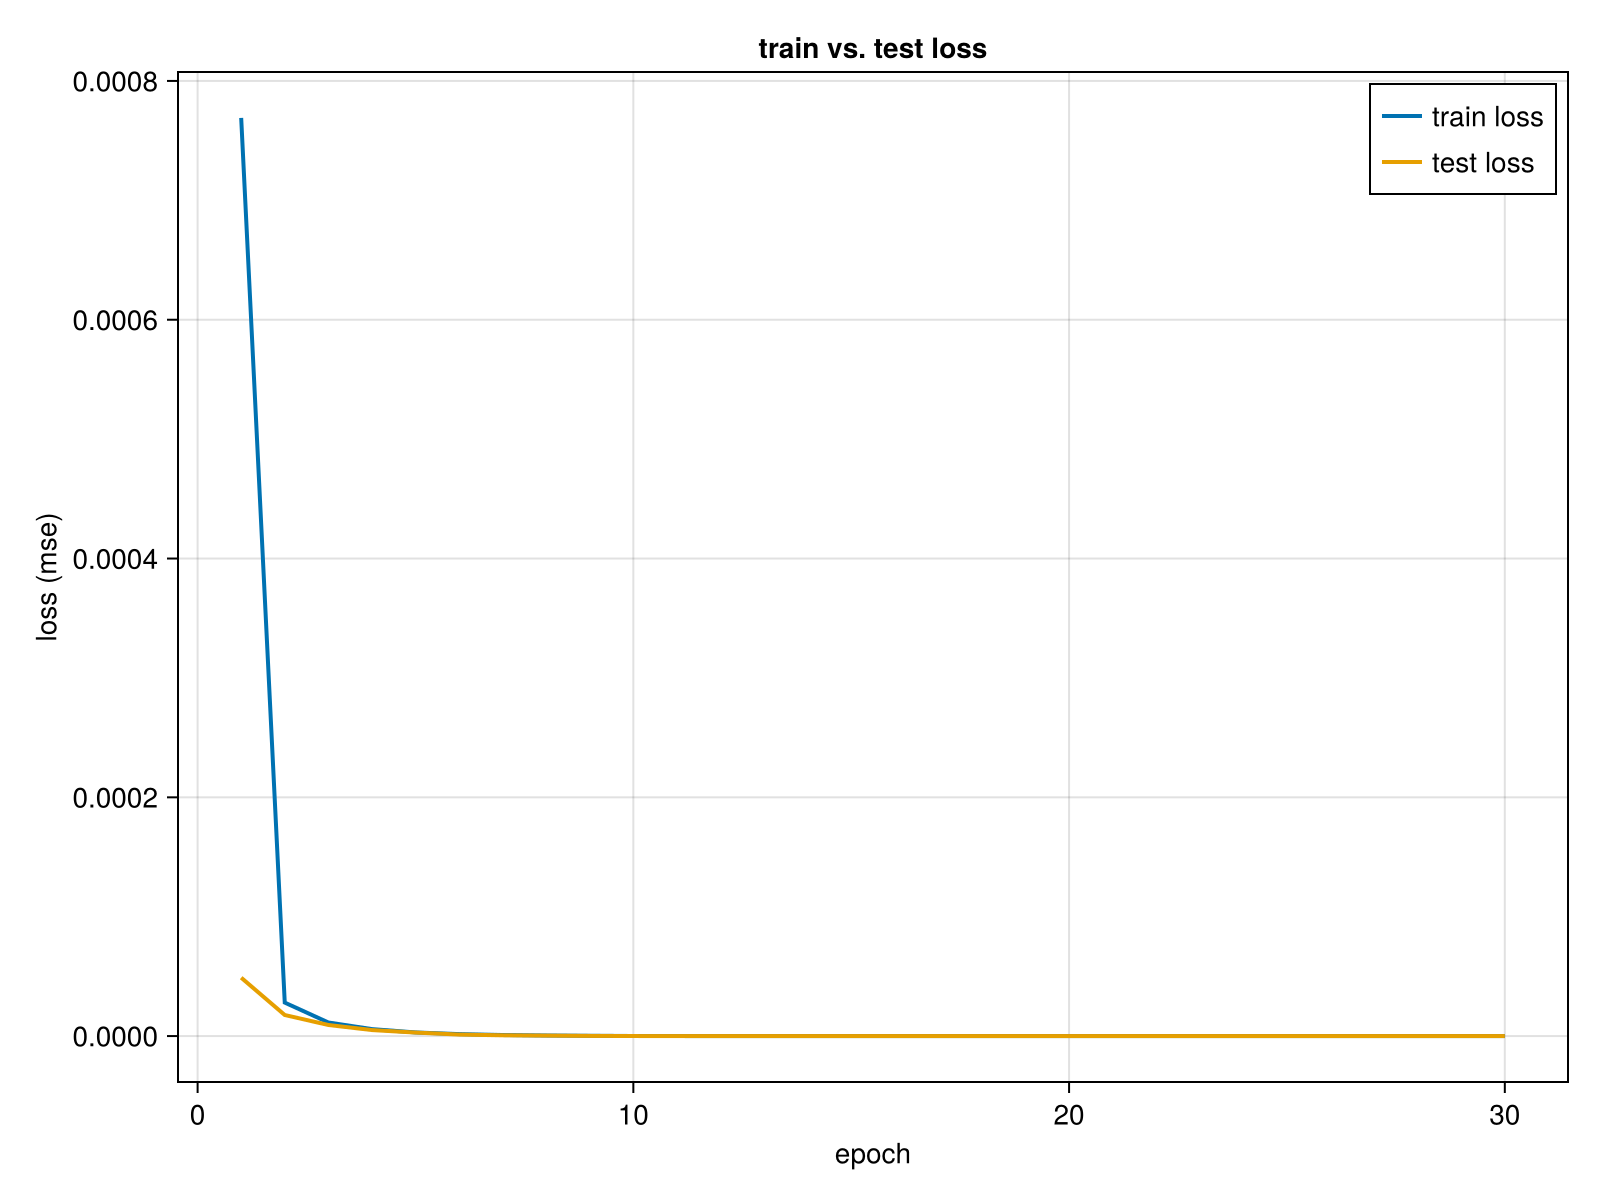 train vs. test loss
0.0008
train loss
test loss
0.0006
0.0004
loss (mse)
0.0002
0.0000
0 10 20 30
epoch